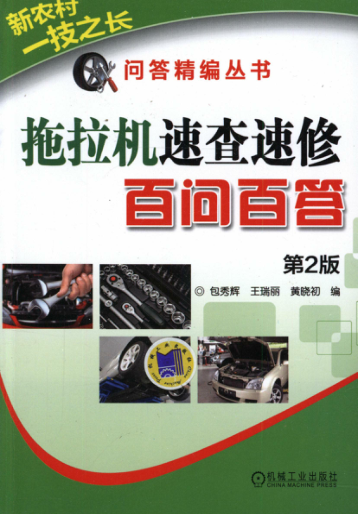 新农村
一技之长
问答精编丛书
拖拉机速查速修
百问百答
第2版
◎ 包秀辉 王瑞丽 黄晓初 编
机械工业出版社
CHINA MACHINE PRESS